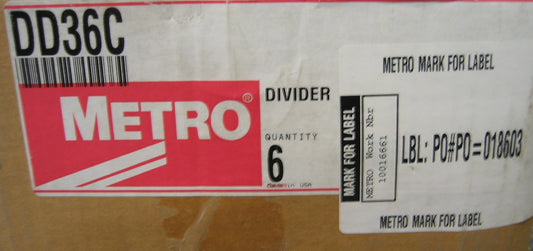 DD36C
METRO®
DIVIDER
QUANTITY
6
USA
METRO MARK FOR LABEL
MARK FOR LABEL
METRO Work Nbr
10016661
LBL: PO#PO=018603
METRO MARK FOR LABEL